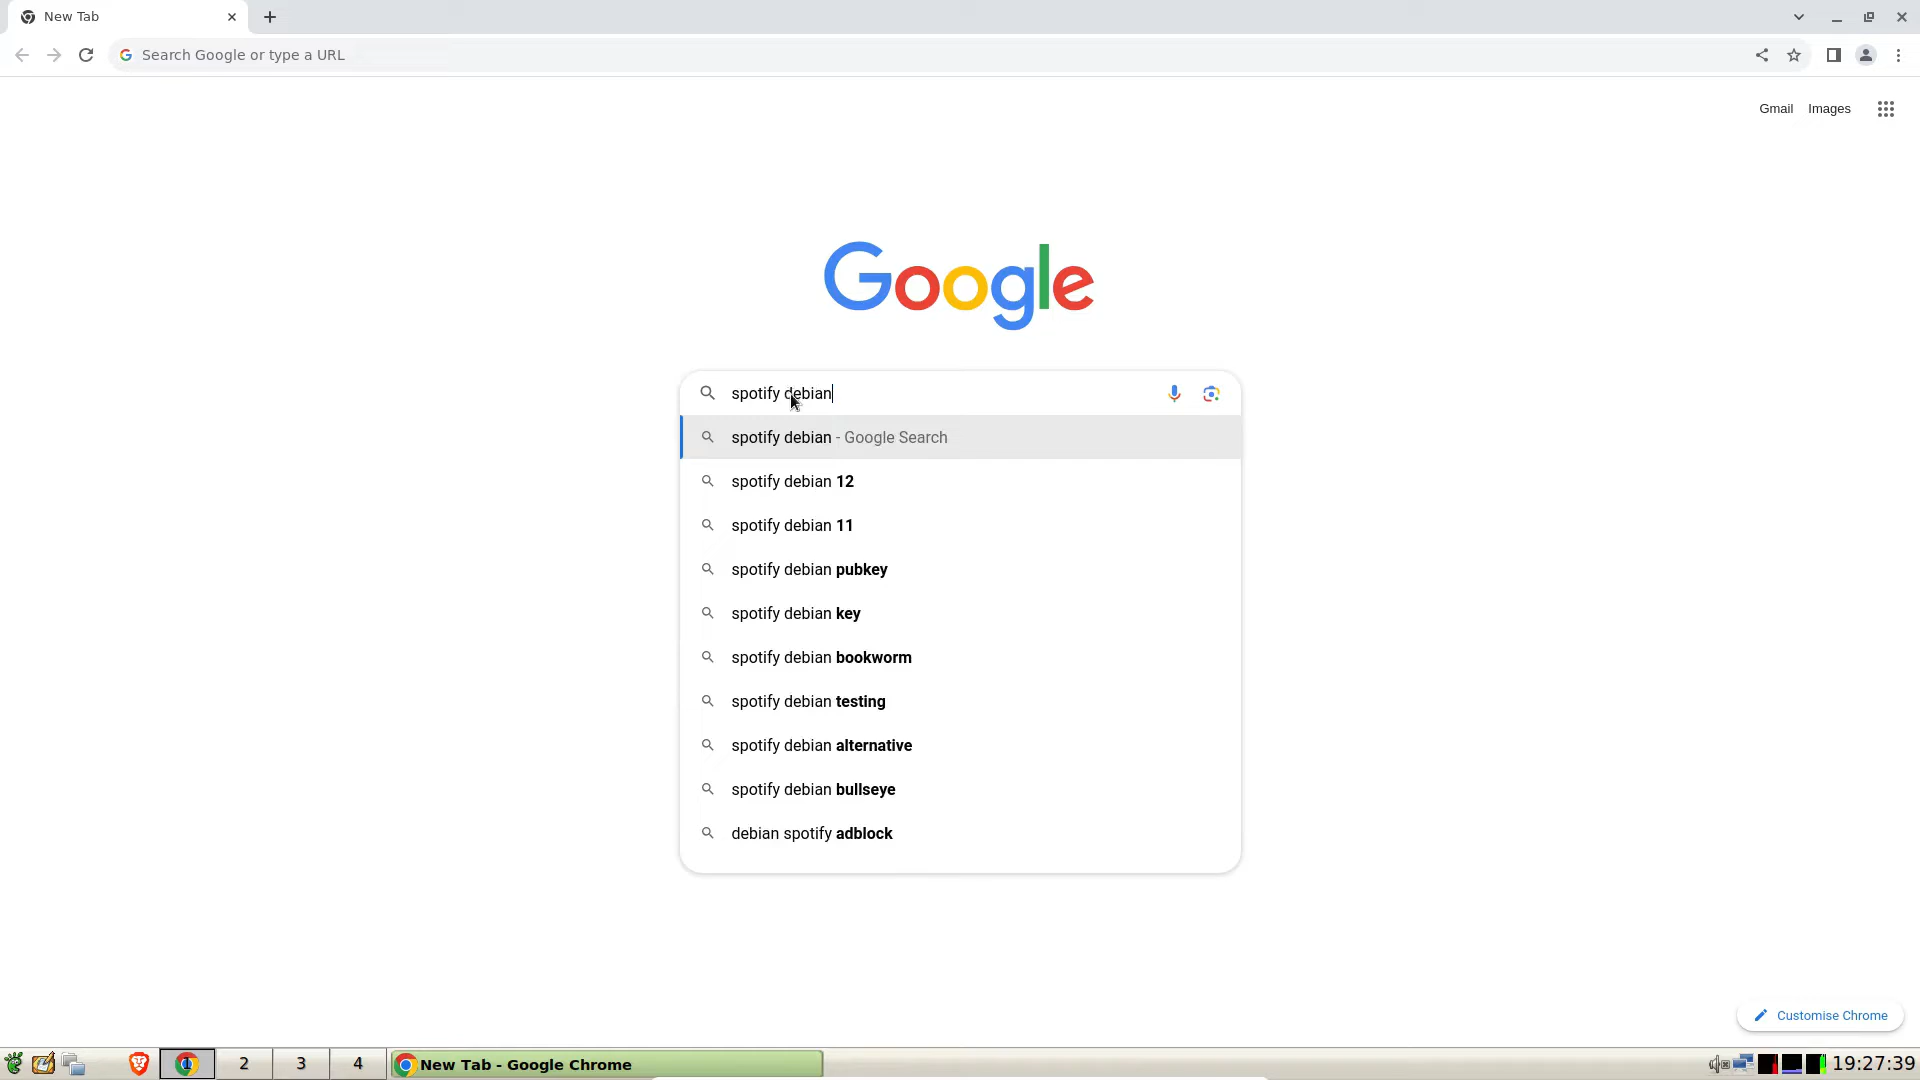 New Tab
Search Google or type a URL
Gmail Images
Google
spotify debian
spotify debian - Google Search
spotify debian 12
spotify debian 11
spotify debian pubkey
spotify debian key
spotify debian bookworm
spotify debian testing
spotify debian alternative
spotify debian bullseye
debian spotify adblock
Customise Chrome
1 2 3 4 New Tab - Google Chrome 19:27:39